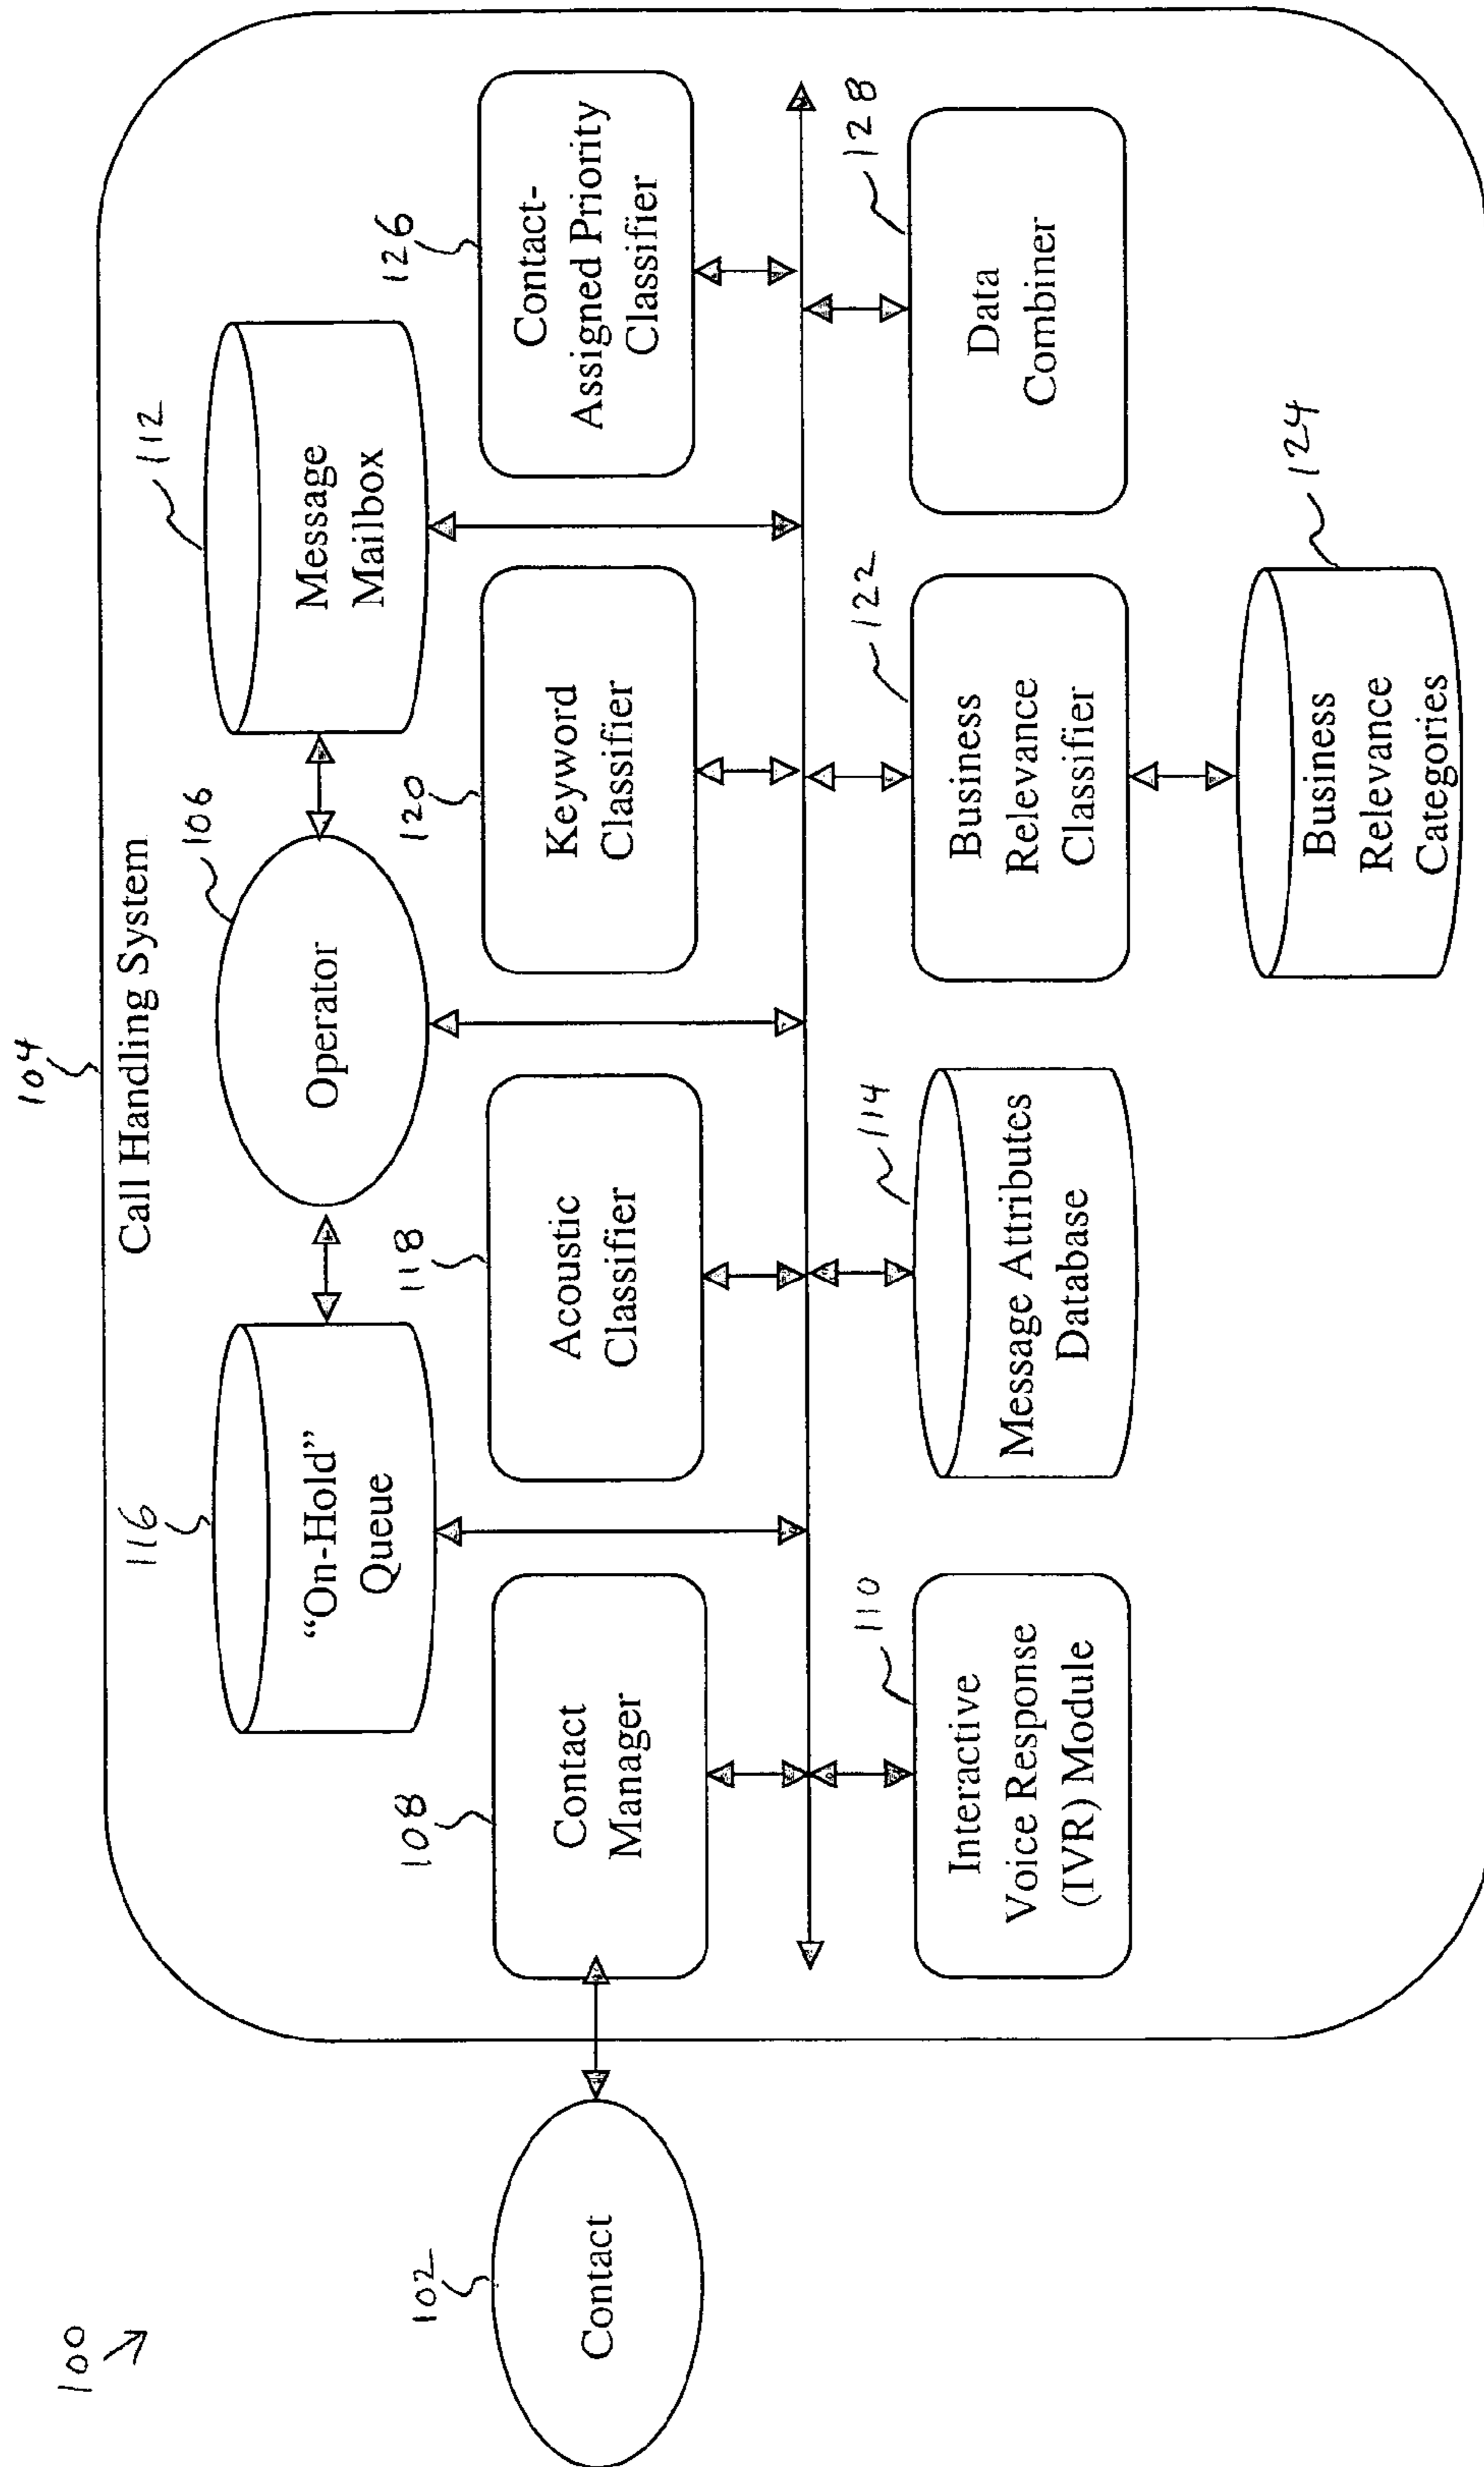 100
104
Call Handling System
102
Contact
116
"On-Hold"
Queue
106
Operator
112
Message
Mailbox
108
Contact
Manager
118
Acoustic
Classifier
120
Keyword
Classifier
126
Contact-
Assigned Priority
Classifier
110
Interactive
Voice Response
(IVR) Module
114
Message Attributes
Database
122
Business
Relevance
Classifier
128
Data
Combiner
124
Business
Relevance
Categories